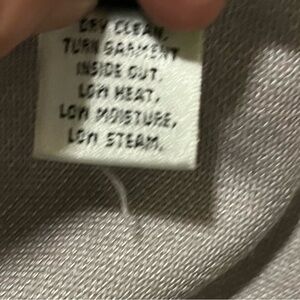 DRY CLEAN,
TURN GARMENT
INSIDE OUT.
LOW HEAT,
LOW MOISTURE,
LOW STEAM.